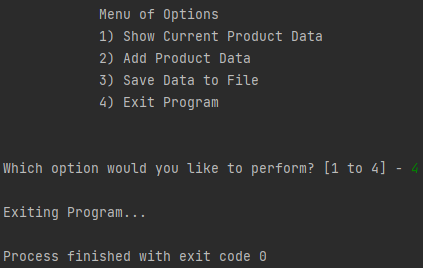 Menu of Options
1) Show Current Product Data
2) Add Product Data
3) Save Data to File
4) Exit Program
Which option would you like to perform? [1 to 4] - 4
Exiting Program...
Process finished with exit code 0